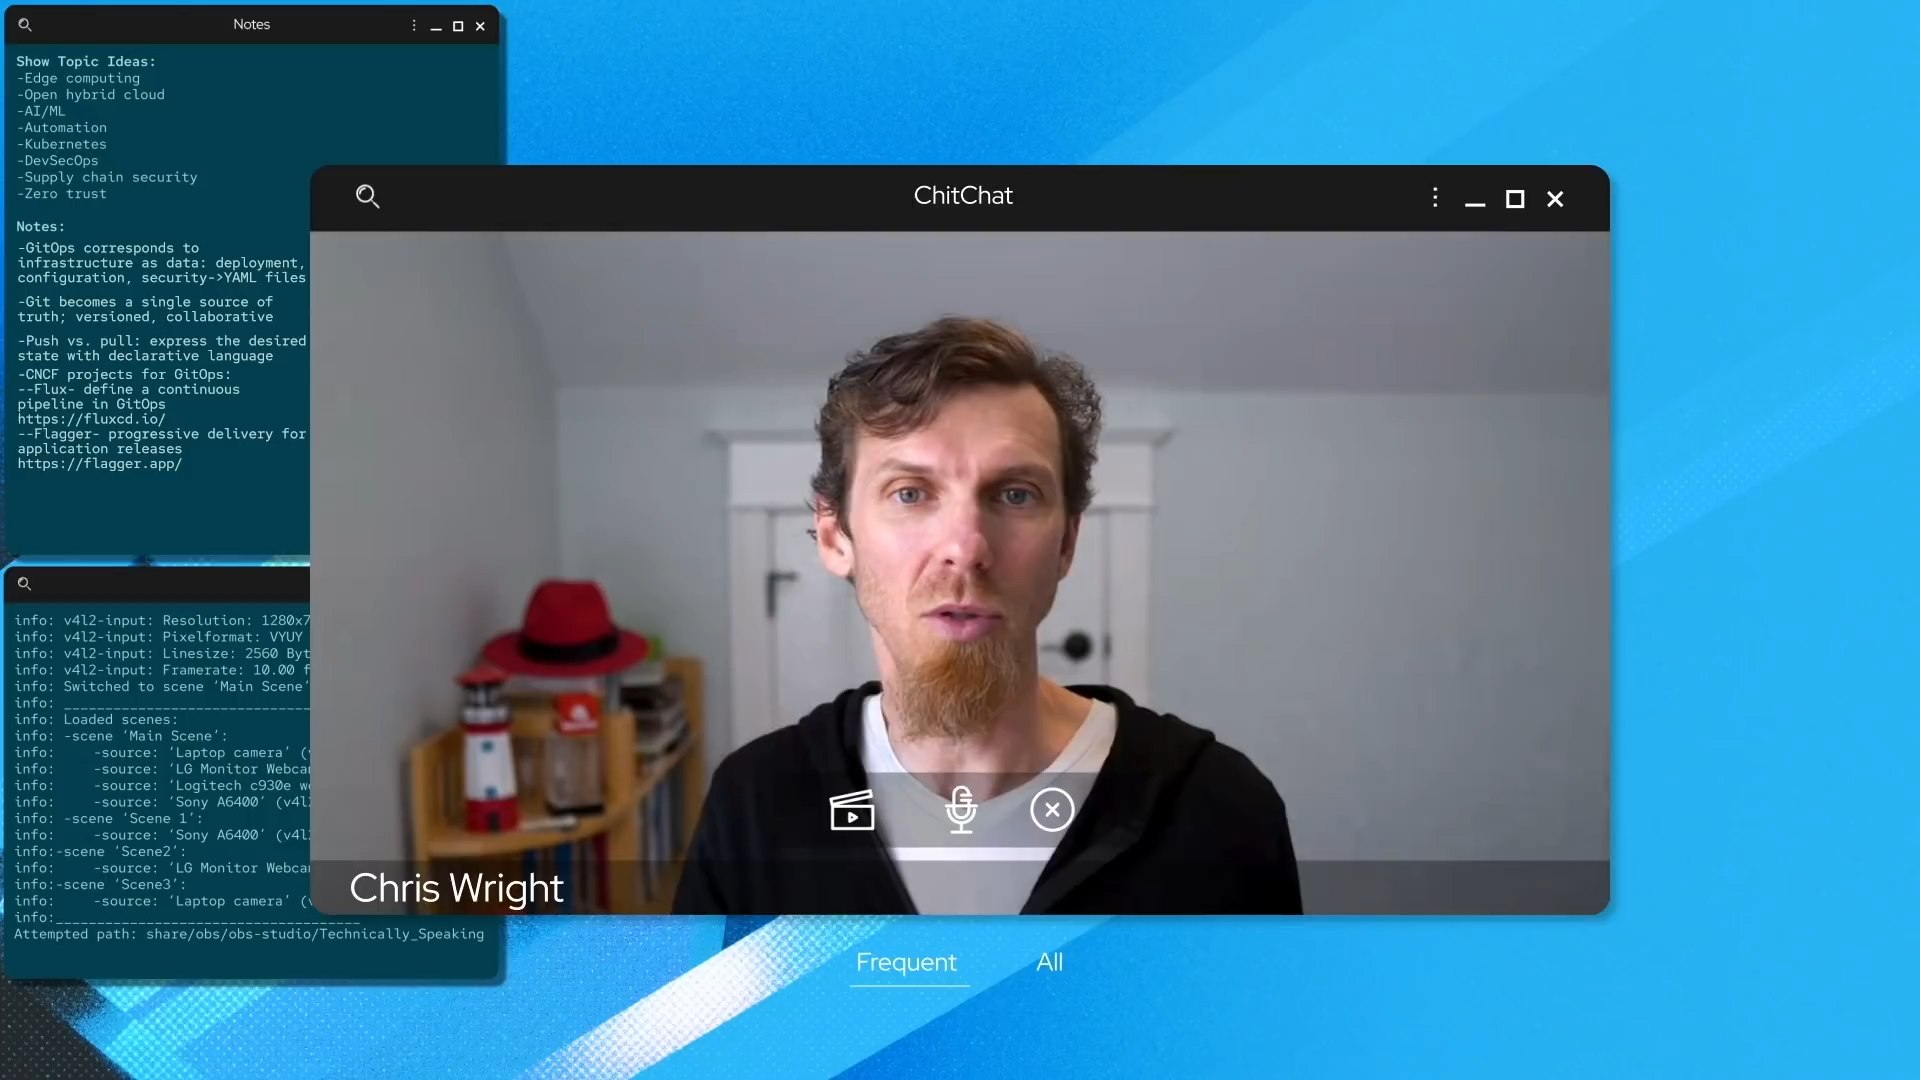 Notes
Show Topic Ideas:
-Edge computing
-Open hybrid cloud
-AI/ML
-Automation
-Kubernetes
-DevSecOps
-Supply chain security
-Zero trust
Notes:
-GitOps corresponds to
infrastructure as data: deployment,
configuration, security->YAML files
-Git becomes a single source of
truth; versioned, collaborative
-Push vs. pull: express the desired
state with declarative language
-CNCF projects for GitOps:
--Flux- define a continuous
pipeline in GitOps
https://fluxcd.io/
--Flagger- progressive delivery for
application releases
https://flagger.app/
info: v4l2-input: Resolution: 1280x7
info: v4l2-input: Pixelformat: VYUY
info: v4l2-input: Linesize: 2560 Byt
info: v4l2-input: Framerate: 10.00 f
info: Switched to scene ‘Main Scene’
info: ______________________________
info: Loaded scenes:
info: -scene ‘Main Scene’:
info: -source: ‘Laptop camera’ (v
info: -source: ‘LG Monitor Webcam
info: -source: ‘Logitech c930e we
info: -source: ‘Sony A6400’ (v4l2
info: -scene ‘Scene 1’:
info: -source: ‘Sony A6400’ (v4l2
info:-scene ‘Scene2’:
info: -source: ‘LG Monitor Webcam
info:-scene ‘Scene3’:
info: -source: ‘Laptop camera’ (v
info:_____________________________________
Attempted path: share/obs/obs-studio/Technically_Speaking
ChitChat
Chris Wright
Frequent All